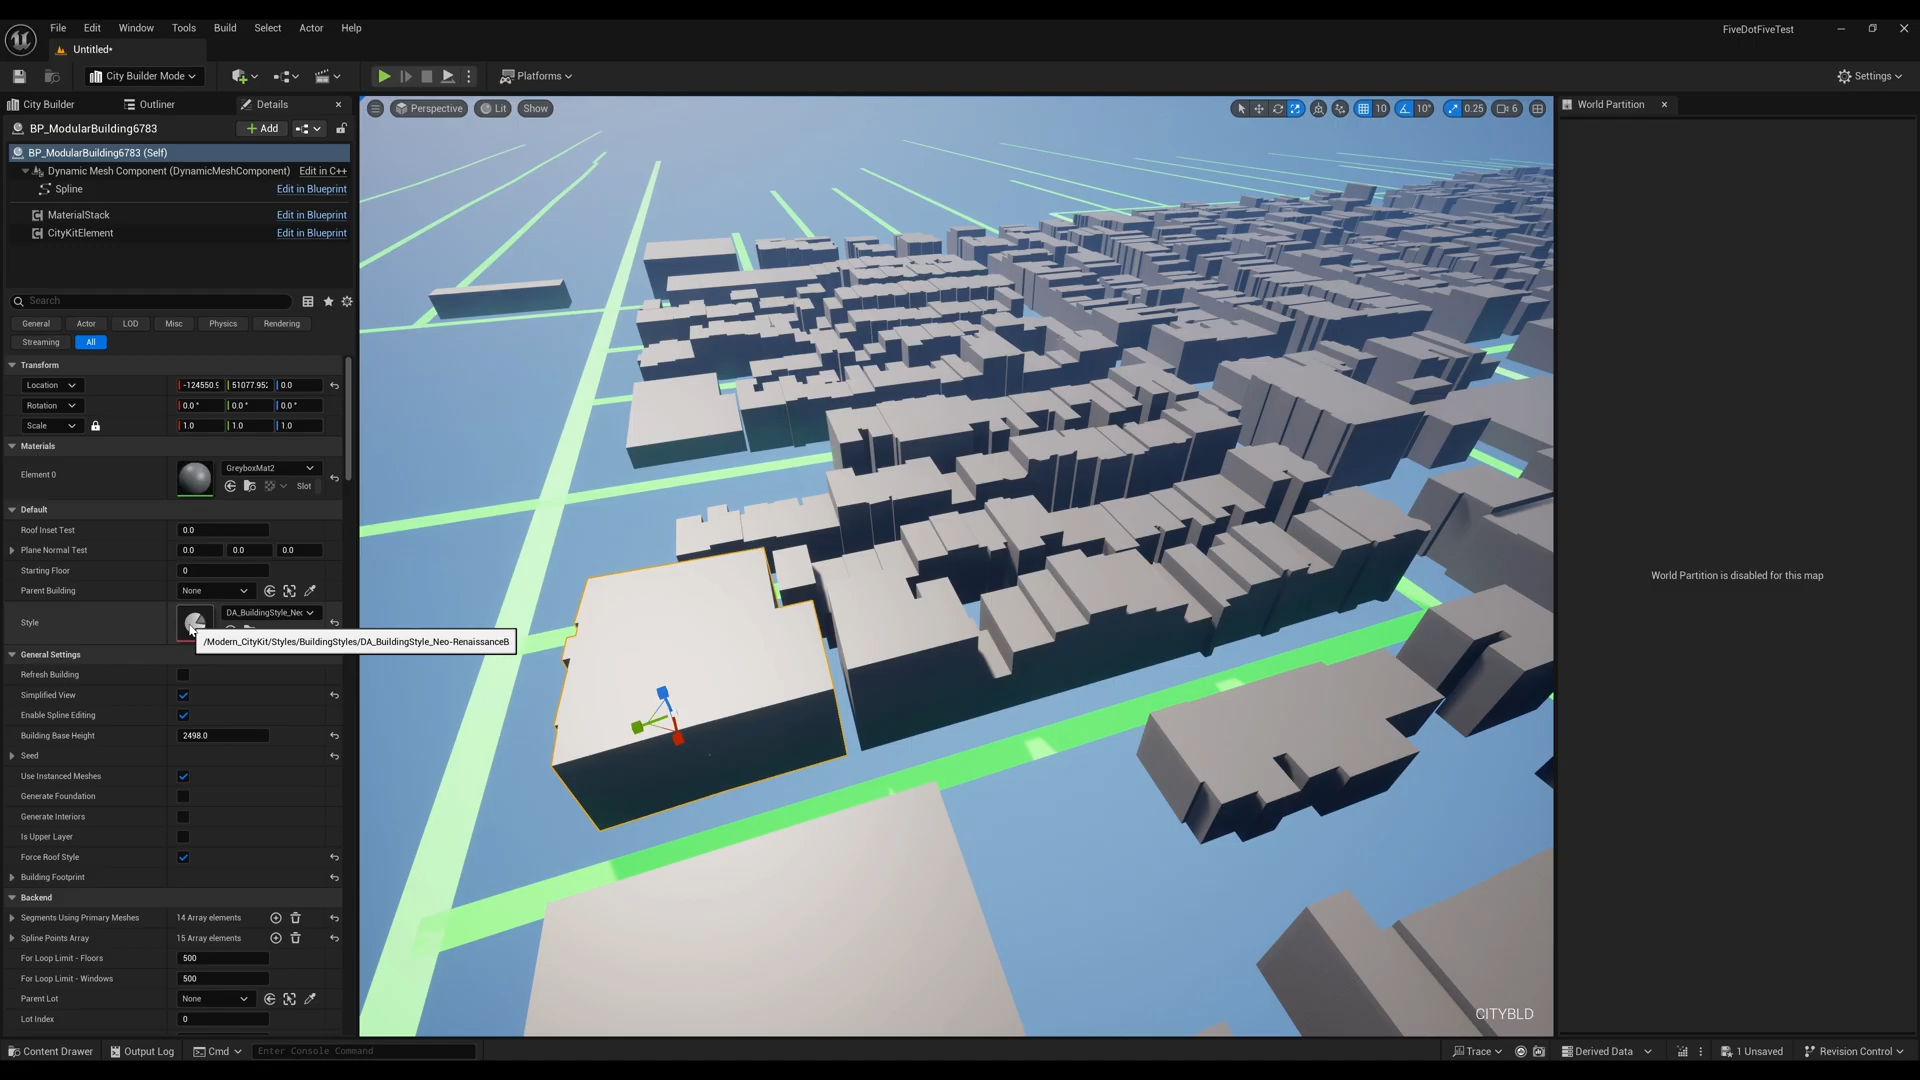 File Edit Window Tools Build Select Actor Help
FiveDotFiveTest
Untitled*
City Builder Mode
Platforms
Settings
City Builder
Outliner
Details
BP_ModularBuilding6783
Add
BP_ModularBuilding6783 (Self)
Dynamic Mesh Component (DynamicMeshComponent) Edit in C++
Spline Edit in Blueprint
MaterialStack Edit in Blueprint
CityKitElement Edit in Blueprint
Search
General Actor LOD Misc Physics Rendering
Streaming All
Transform
Location -124550.9 51077.952 0.0
Rotation 0.0 ° 0.0 ° 0.0 °
Scale 1.0 1.0 1.0
Materials
Element 0 GreyboxMat2
Slot
Default
Roof Inset Test 0.0
Plane Normal Test 0.0 0.0 0.0
Starting Floor 0
Parent Building None
Style DA_BuildingStyle_Nec
/Modern_CityKit/Styles/BuildingStyles/DA_BuildingStyle_Neo-RenaissanceB
General Settings
Refresh Building
Simplified View
Enable Spline Editing
Building Base Height 2498.0
Seed
Use Instanced Meshes
Generate Foundation
Generate Interiors
Is Upper Layer
Force Roof Style
Building Footprint
Backend
Segments Using Primary Meshes 14 Array elements
Spline Points Array 15 Array elements
For Loop Limit - Floors 500
For Loop Limit - Windows 500
Parent Lot None
Lot Index 0
Perspective Lit Show
10 10° 0.25 6
CITYBLD
World Partition
World Partition is disabled for this map
Content Drawer Output Log Cmd Enter Console Command
Trace Derived Data 1 Unsaved Revision Control